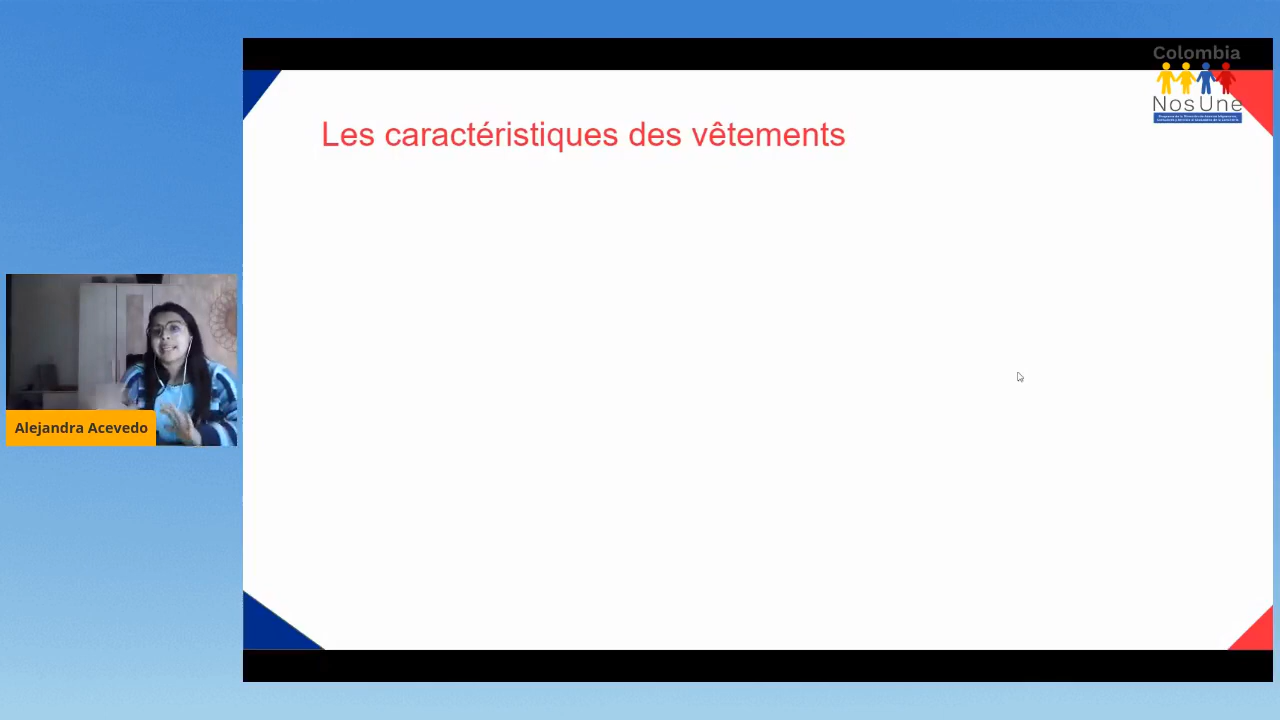 Colombia
NosUne
Les caractéristiques des vêtements
Alejandra Acevedo